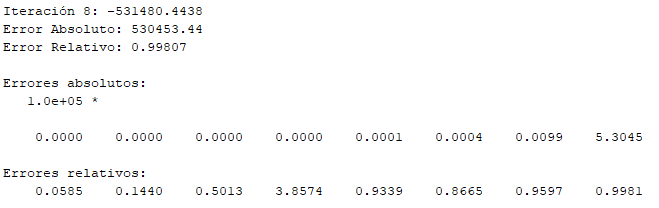 Iteración 8: -531480.4438
Error Absoluto: 530453.44
Error Relativo: 0.99807
Errores absolutos:
1.0e+05 *
0.0000 0.0000 0.0000 0.0000 0.0001 0.0004 0.0099 5.3045
Errores relativos:
0.0585 0.1440 0.5013 3.8574 0.9339 0.8665 0.9597 0.9981